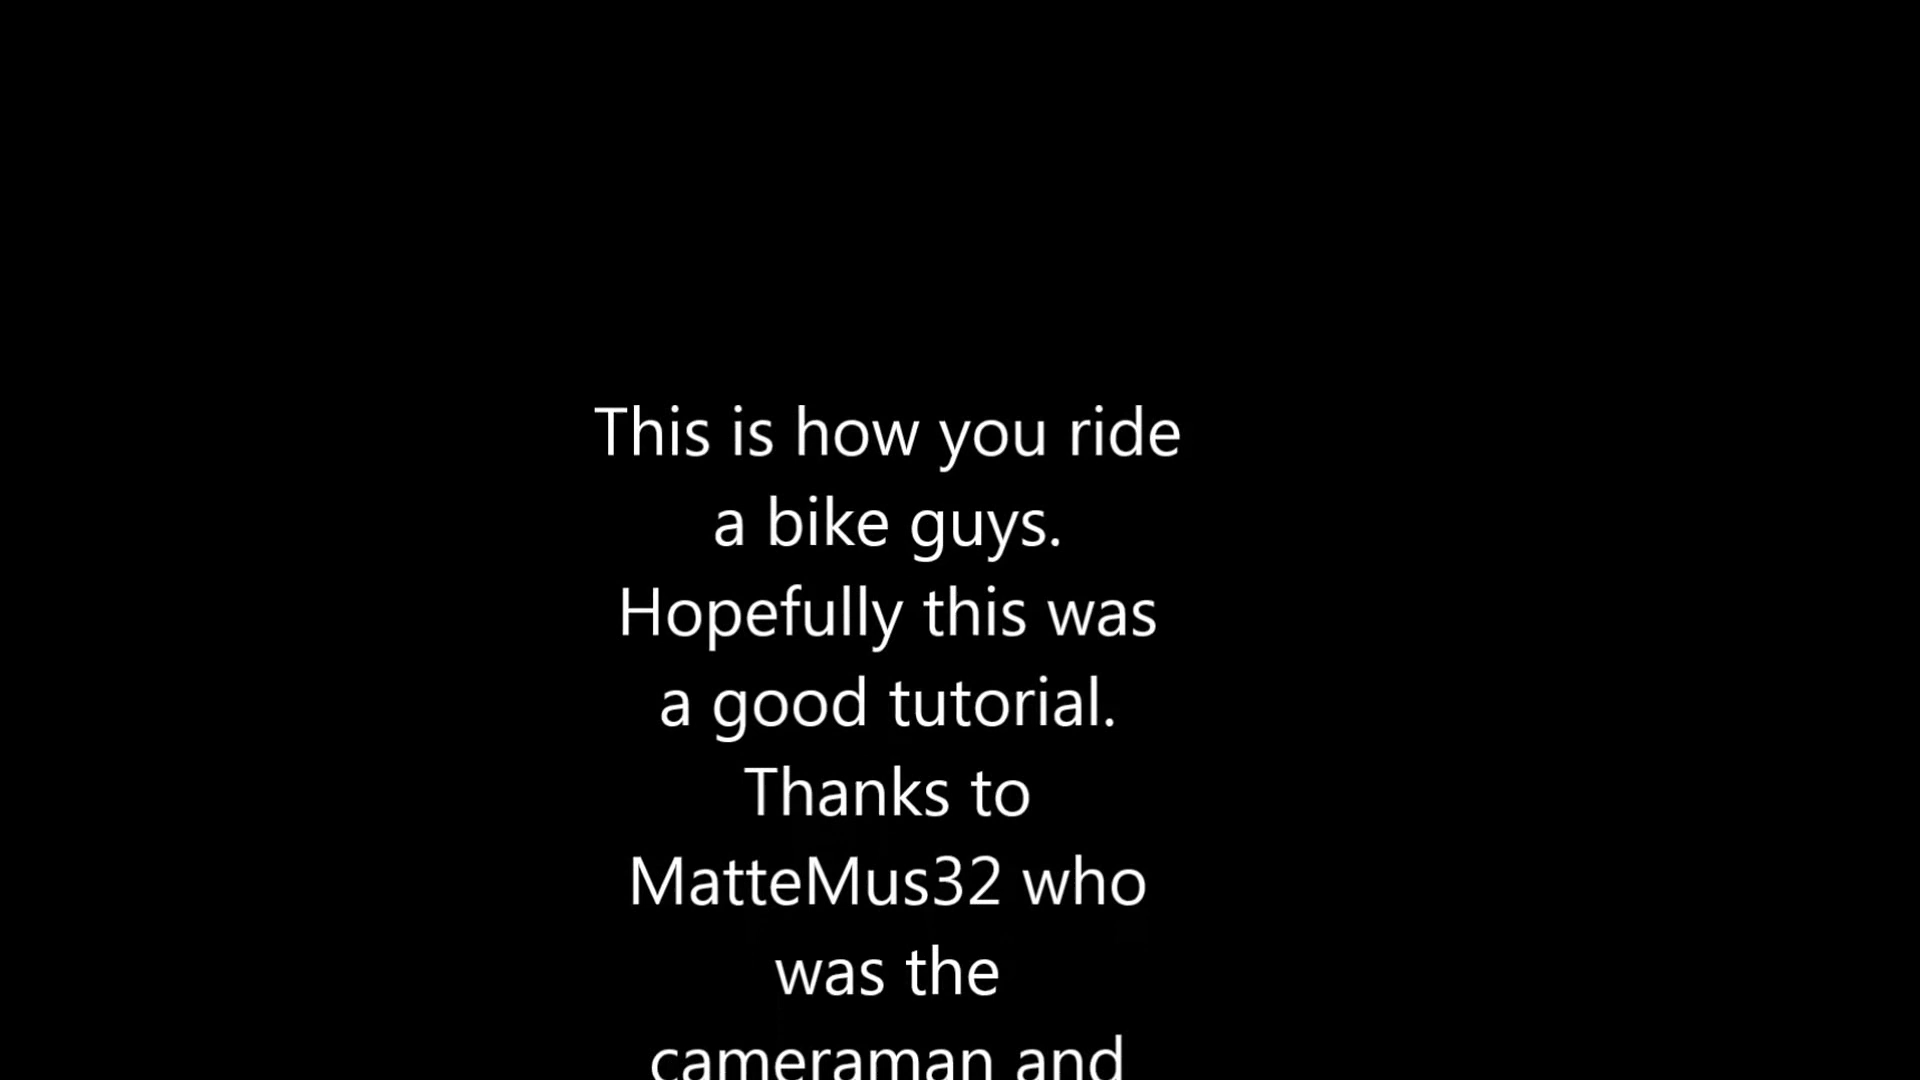 This is how you ride
a bike guys.
Hopefully this was
a good tutorial.
Thanks to
MatteMus32 who
was the
cameraman and